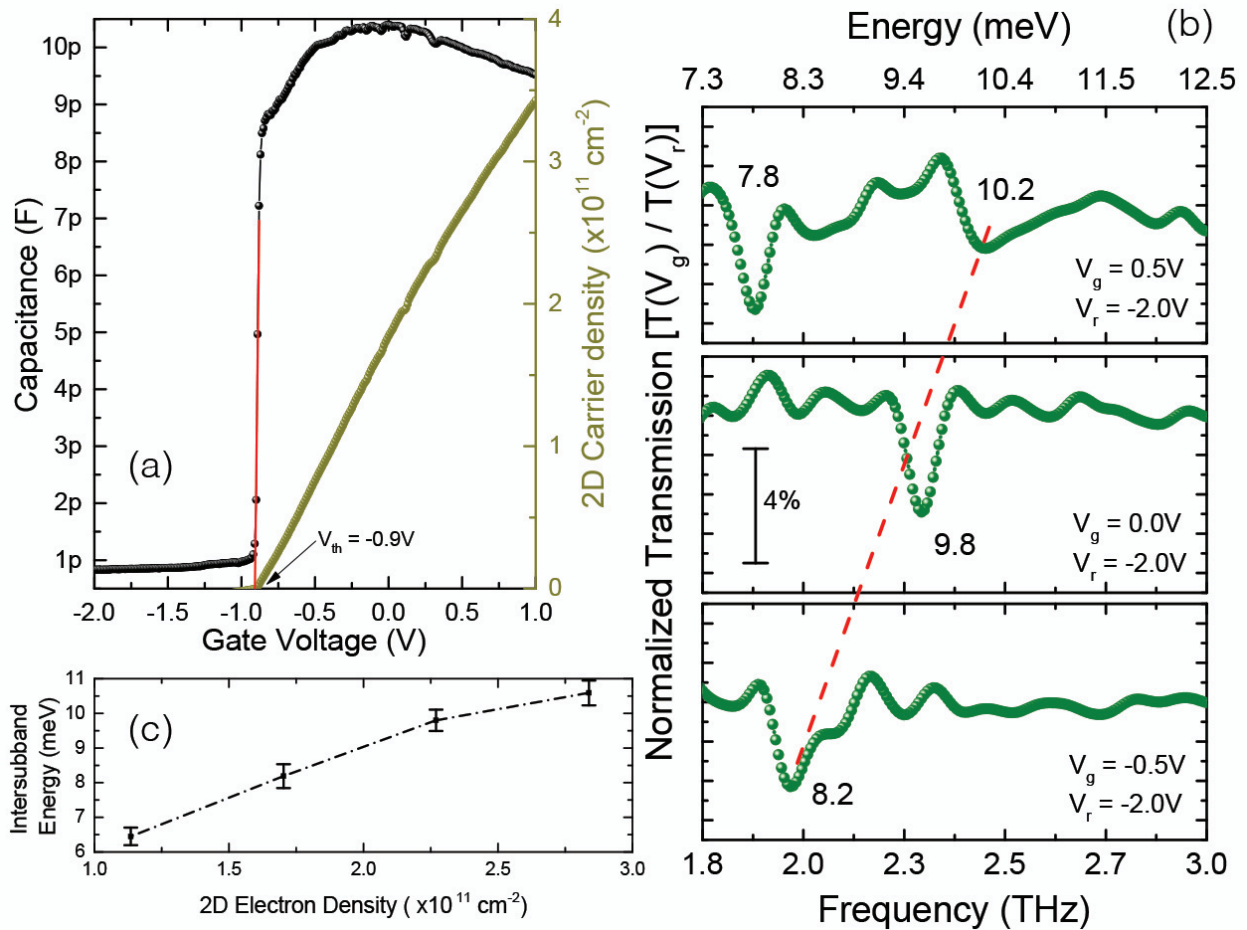 (a)
Capacitance (F)
10p
9p
8p
7p
6p
5p
4p
3p
2p
1p
-2.0 -1.5 -1.0 -0.5 0.0 0.5 1.0
Gate Voltage (V)
4
3
2
1
0
2D Carrier density (x10^11 cm^-2)
V_th = -0.9V
(b)
Energy (meV)
7.3 8.3 9.4 10.4 11.5 12.5
Normalized Transmission [T(V_g) / T(V_r)]
7.8
10.2
V_g = 0.5V
V_r = -2.0V
4%
9.8
V_g = 0.0V
V_r = -2.0V
8.2
V_g = -0.5V
V_r = -2.0V
1.8 2.0 2.3 2.5 2.7 3.0
Frequency (THz)
(c)
Intersubband
Energy (meV)
11
10
9
8
7
6
1.0 1.5 2.0 2.5 3.0
2D Electron Density ( x10^11 cm^-2)